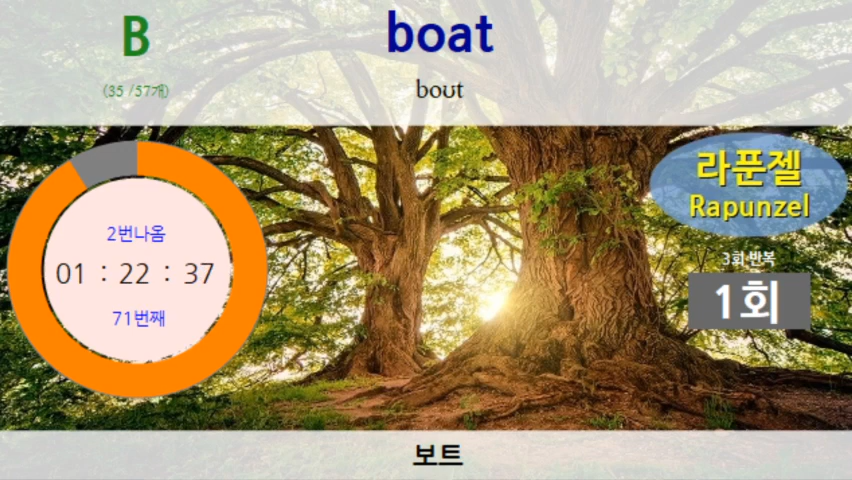 B
(35 /57개)
boat
boʊt
2번나옴
01 : 22 : 37
71번째
라푼젤
Rapunzel
3회 반복
1회
보트